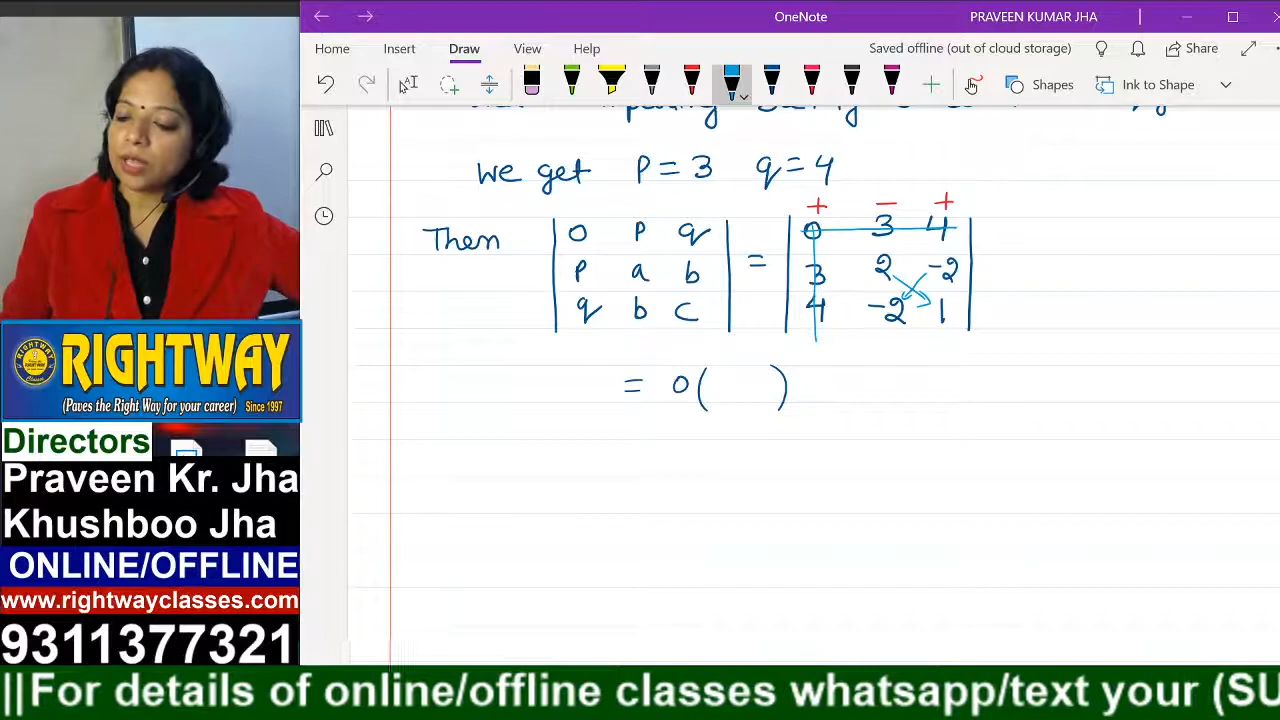 OneNote PRAVEEN KUMAR JHA
Home Insert Draw View Help Saved offline (out of cloud storage) Share
Shapes Ink to Shape
We get P = 3 q = 4
+ − +
Then | 0 p q | = | 0 3 4 |
| p a b | | 3 2 -2 |
| q b c | | 4 -2 1 |
= 0( )
RIGHTWAY
(Paves the Right Way for your career) Since 1997
Directors
Praveen Kr. Jha
Khushboo Jha
ONLINE/OFFLINE
www.rightwayclasses.com
9311377321
||For details of online/offline classes whatsapp/text your (SU